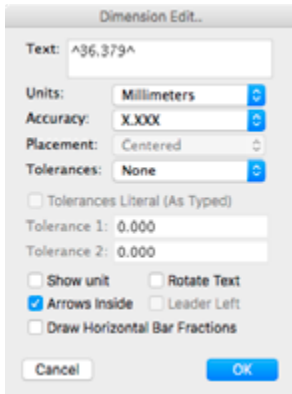 Dimension Edit..
Text: ^36.379^
Units: Millimeters
Accuracy: X.XXX
Placement: Centered
Tolerances: None
Tolerances Literal (As Typed)
Tolerance 1: 0.000
Tolerance 2: 0.000
Show unit Rotate Text
Arrows Inside Leader Left
Draw Horizontal Bar Fractions
Cancel OK